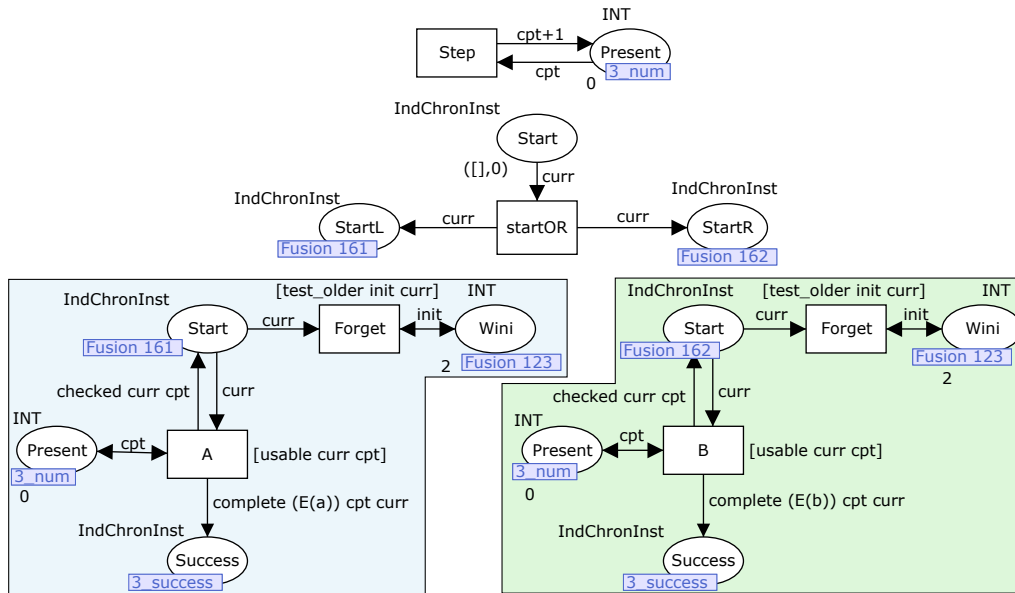 INT
cpt+1
Step
Present
cpt
3_num
0
IndChronInst
Start
([],0)
curr
IndChronInst
IndChronInst
curr
curr
StartL
startOR
StartR
Fusion 161
Fusion 162
[test_older init curr]
INT
IndChronInst
Start
curr
Forget
init
Wini
Fusion 161
Fusion 123
2
checked curr cpt
curr
INT
Present
cpt
A
[usable curr cpt]
3_num
0
complete (E(a)) cpt curr
IndChronInst
Success
3_success
[test_older init curr]
INT
IndChronInst
Start
curr
Forget
init
Wini
Fusion 162
Fusion 123
2
checked curr cpt
curr
INT
Present
cpt
B
[usable curr cpt]
3_num
0
complete (E(b)) cpt curr
IndChronInst
Success
3_success